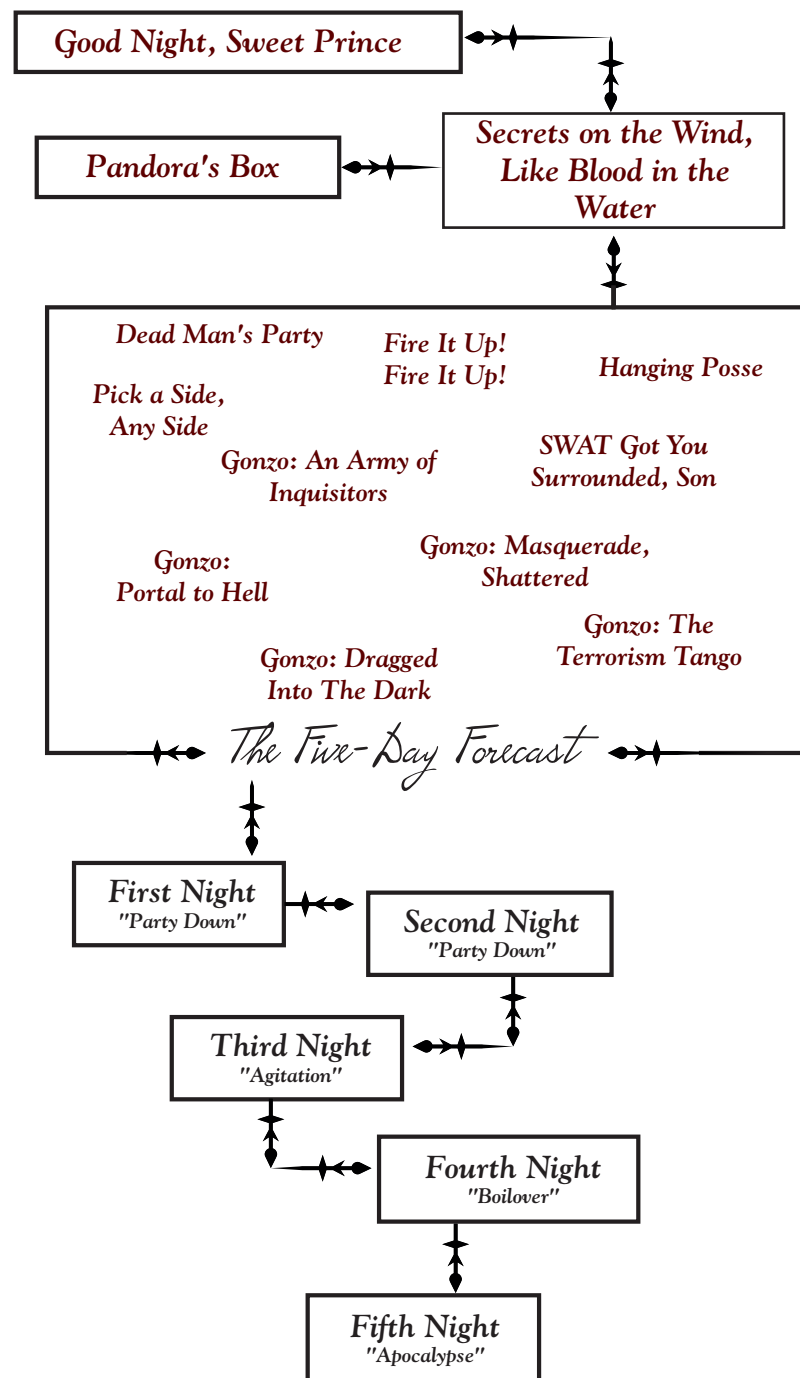 Good Night, Sweet Prince
Secrets on the Wind,
Like Blood in the
Water
Pandora's Box
Dead Man's Party
Fire It Up!
Fire It Up!
Hanging Posse
Pick a Side,
Any Side
SWAT Got You
Surrounded, Son
Gonzo: An Army of
Inquisitors
Gonzo: Masquerade,
Shattered
Gonzo:
Portal to Hell
Gonzo: The
Terrorism Tango
Gonzo: Dragged
Into The Dark
The Five-Day Forecast
First Night
"Party Down"
Second Night
"Party Down"
Third Night
"Agitation"
Fourth Night
"Boilover"
Fifth Night
"Apocalypse"